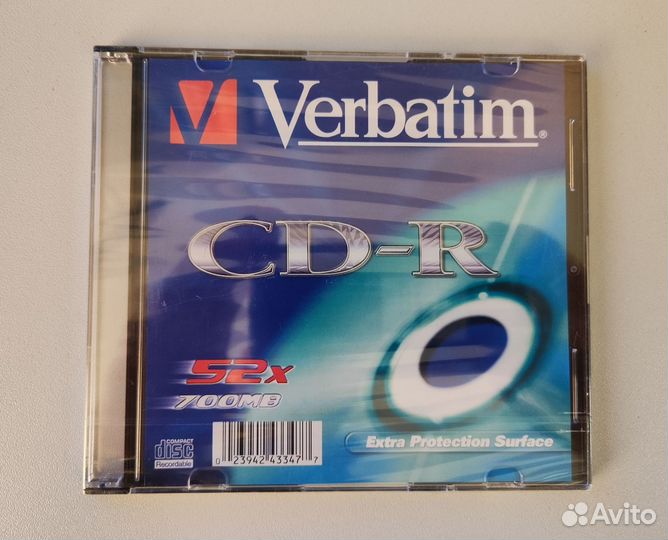 Verbatim®
CD-R
52x
700MB
COMPACT
disc
Recordable
0 23942 43347 7
Extra Protection Surface
Avito